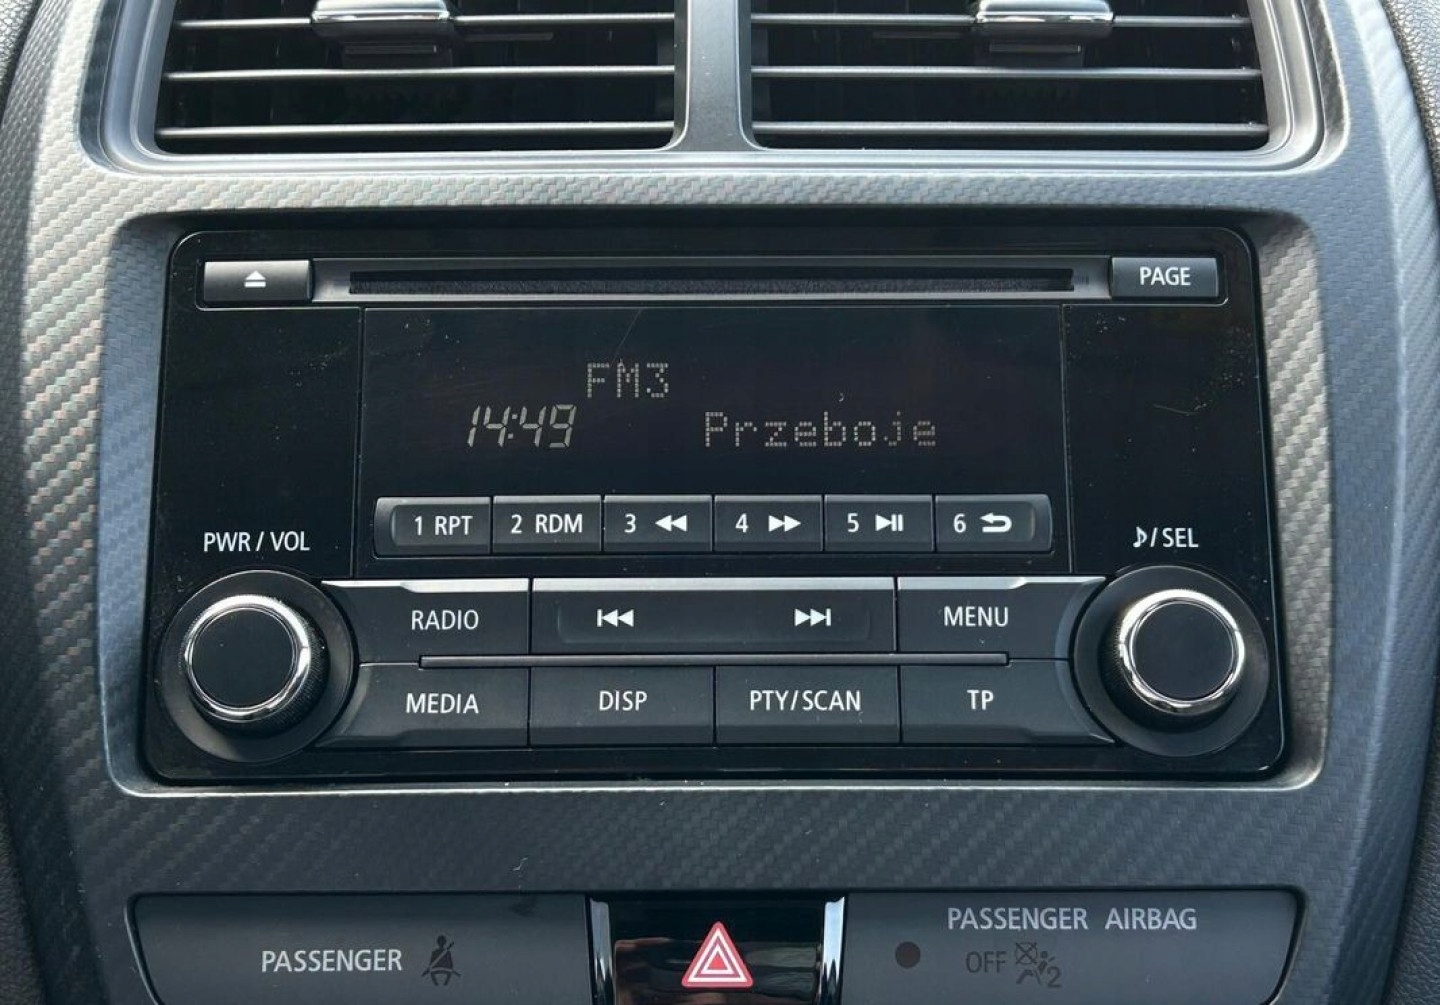 PAGE
FM3
14:49 Przeboje
1 RPT 2 RDM 3 4 5 6
PWR / VOL
♪/SEL
RADIO MENU
MEDIA DISP PTY/SCAN TP
PASSENGER AIRBAG
PASSENGER
OFF 2